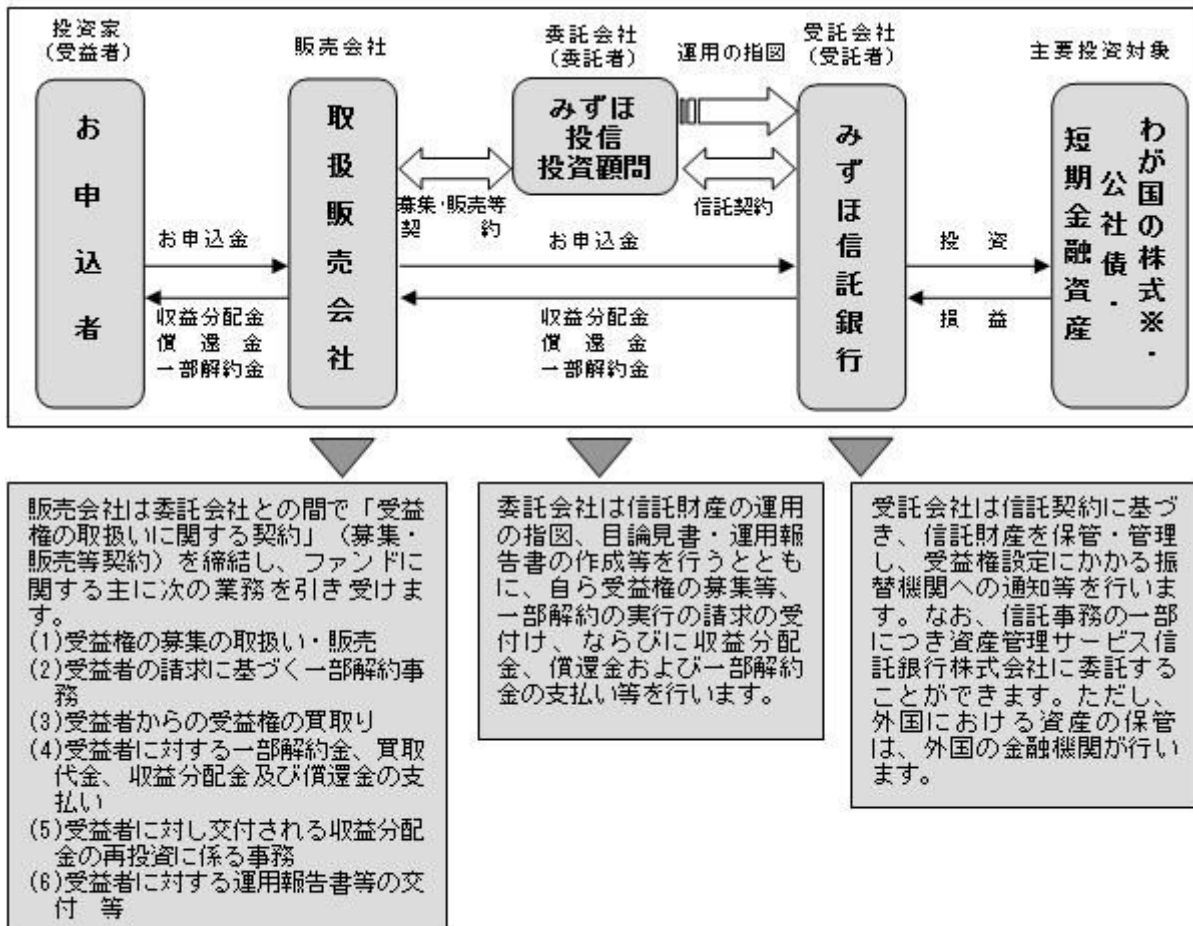 投資家
(受益者)
販売会社
委託会社
(委託者)
運用の指図
受託会社
(受託者)
主要投資対象
お申込者
取扱販売会社
みずほ
投信
投資顧問
みずほ信託銀行
わが国の株式※・
公社債・
短期金融資産
募集・販売等
契約
信託契約
お申込金
お申込金
投資
収益分配金
償還金
一部解約金
収益分配金
償還金
一部解約金
損益
販売会社は委託会社との間で「受益
権の取扱いに関する契約」(募集・
販売等契約)を締結し、ファンドに
関する主に次の業務を引き受けま
す。
(1)受益権の募集の取扱い・販売
(2)受益者の請求に基づく一部解約事
務
(3)受益者からの受益権の買取り
(4)受益者に対する一部解約金、買取
代金、収益分配金及び償還金の支
払い
(5)受益者に対し交付される収益分配
金の再投資に係る事務
(6)受益者に対する運用報告書等の交
付 等
委託会社は信託財産の運用
の指図、目論見書・運用報
告書の作成等を行うととも
に、自ら受益権の募集等、
一部解約の実行の請求の受
付け、ならびに収益分配
金、償還金および一部解約
金の支払い等を行います。
受託会社は信託契約に基づ
き、信託財産を保管・管理
し、受益権設定にかかる振
替機関への通知等を行いま
す。なお、信託事務の一部
につき資産管理サービス信
託銀行株式会社に委託する
ことができます。ただし、
外国における資産の保管
は、外国の金融機関が行い
ます。